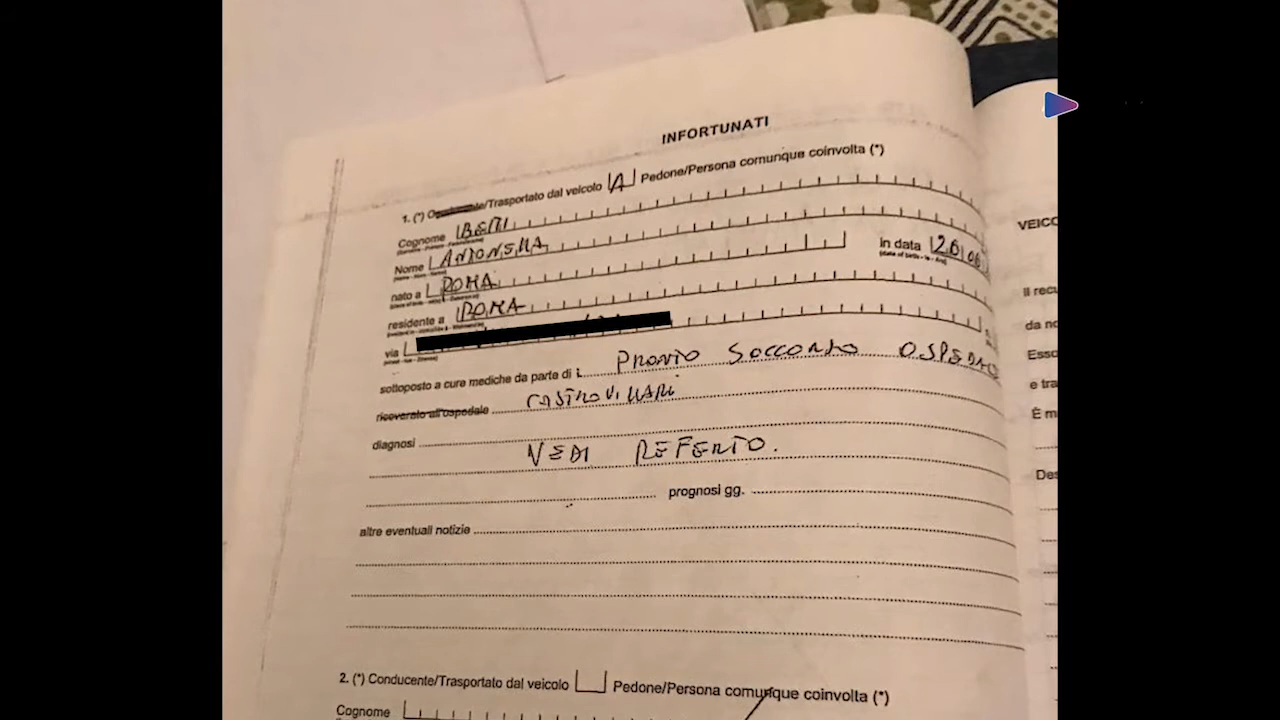 INFORTUNATI
1. (*) /Trasportato dal veicolo A Pedone/Persona comunque coinvolta (*)
Cognome BETTI
Nome ANTONELLA
nato a ROMA in data 26 06
residente a ROMA
via
sottoposto a cure mediche da parte di PRONTO SOCCORSO OSPEDALE
ricoverato all'ospedale CASTROVILLARI
diagnosi
VEDI REFERTO.
prognosi gg.
altre eventuali notizie
2. (*) Conducente/Trasportato dal veicolo Pedone/Persona comunque coinvolta (*)
Cognome
VEICO
Il recu
da no
Esso
e tra
È m
Des